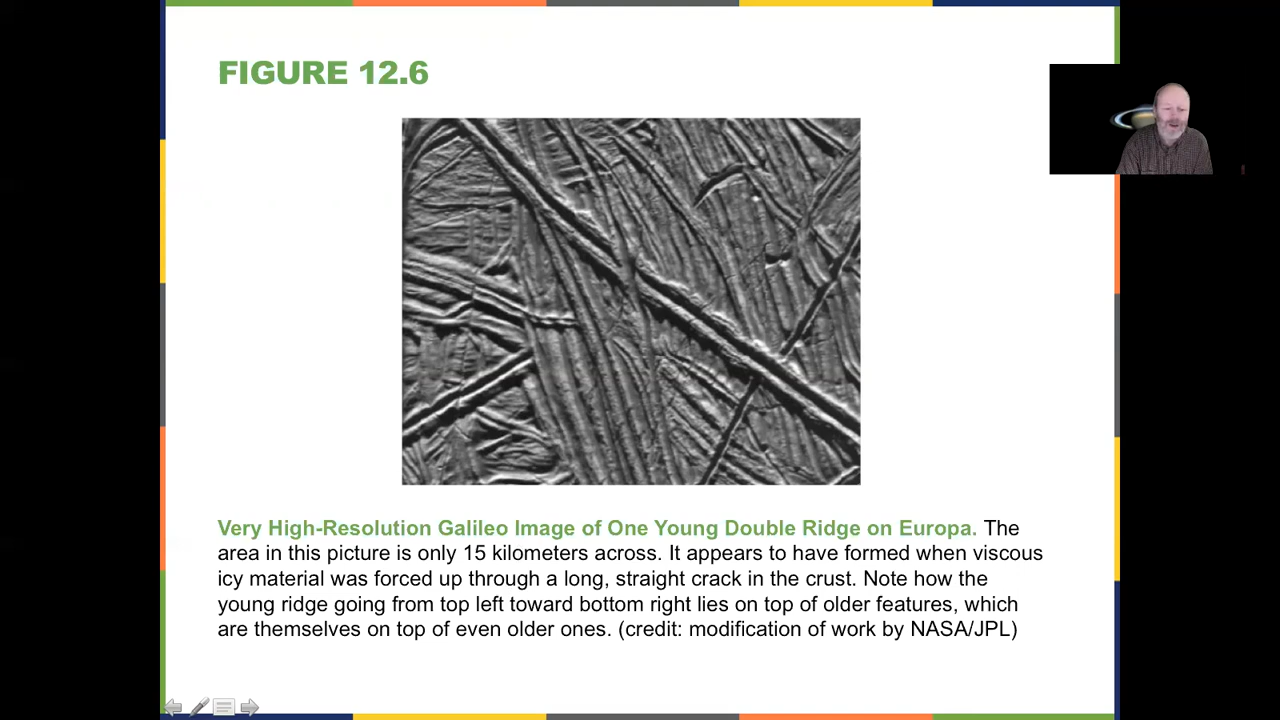 FIGURE 12.6
Very High-Resolution Galileo Image of One Young Double Ridge on Europa. The
area in this picture is only 15 kilometers across. It appears to have formed when viscous
icy material was forced up through a long, straight crack in the crust. Note how the
young ridge going from top left toward bottom right lies on top of older features, which
are themselves on top of even older ones. (credit: modification of work by NASA/JPL)